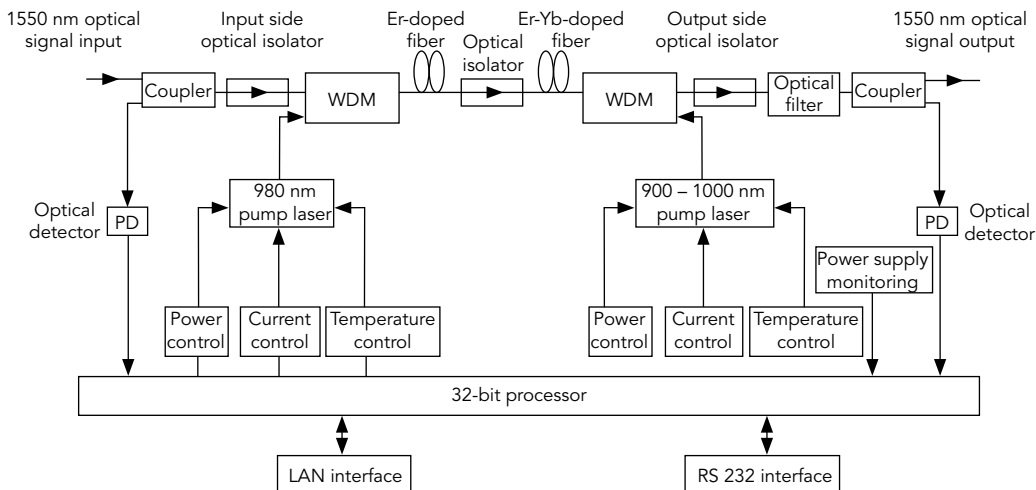 1550 nm optical
signal input
Input side
optical isolator
Er-doped
fiber
Optical
isolator
Er-Yb-doped
fiber
Output side
optical isolator
1550 nm optical
signal output
Coupler
WDM
WDM
Optical
filter
Coupler
980 nm
pump laser
900 – 1000 nm
pump laser
Optical
detector
PD
PD
Optical
detector
Power supply
monitoring
Power
control
Current
control
Temperature
control
Power
control
Current
control
Temperature
control
32-bit processor
LAN interface
RS 232 interface